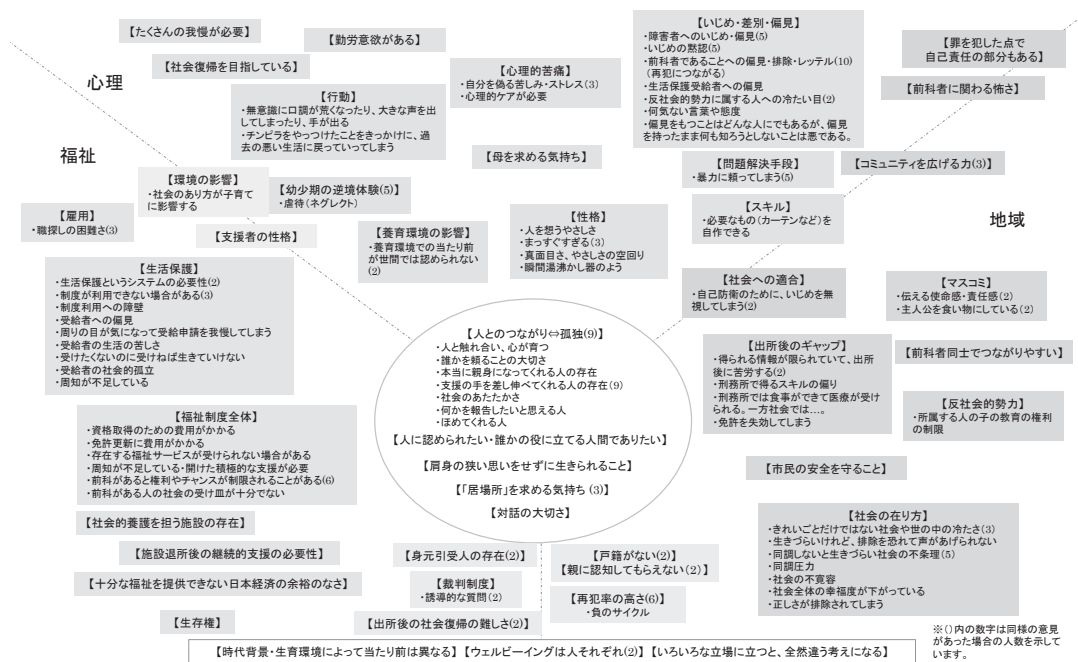 【たくさんの我慢が必要】
【勤労意欲がある】
【社会復帰を目指している】
心理
【行動】
・無意識に口調が荒くなったり、大きな声を出
してしまったり、手が出る
・チンピラをやっつけたことをきっかけに、過
去の悪い生活に戻っていってしまう
【心理的苦痛】
・自分を偽る苦しみ・ストレス(3)
・心理的ケアが必要
【母を求める気持ち】
【いじめ・差別・偏見】
・障害者へのいじめ・偏見(5)
・いじめの黙認(5)
・前科者であることへの偏見・排除・レッテル(10)
(再犯につながる)
・生活保護受給者への偏見
・反社会的勢力に属する人への冷たい目(2)
・何気ない言葉や態度
・偏見をもつことはどんな人にでもあるが、偏見
を持ったまま何も知ろうとしないことは悪である。
【罪を犯した点で
自己責任の部分もある】
【前科者に関わる怖さ】
【問題解決手段】
・暴力に頼ってしまう(5)
【コミュニティを広げる力(3)】
福祉
【環境の影響】
・社会のあり方が子育て
に影響する
【幼少期の逆境体験(5)】
・虐待(ネグレクト)
【雇用】
・職探しの困難さ(3)
【支援者の性格】
【養育環境の影響】
・養育環境での当たり前
が世間では認められない
(2)
【性格】
・人を想うやさしさ
・まっすぐすぎる(3)
・真面目さ、やさしさの空回り
・瞬間湯沸かし器のよう
【スキル】
・必要なもの(カーテンなど)を
自作できる
地域
【生活保護】
・生活保護というシステムの必要性(2)
・制度が利用できない場合がある(3)
・制度利用への障壁
・受給者への偏見
・周りの目が気になって受給申請を我慢してしまう
・受給者の生活の苦しさ
・受けたくないのに受けねば生きていけない
・受給者の社会的孤立
・周知が不足している
【社会への適合】
・自己防衛のために、いじめを無
視してしまう(2)
【マスコミ】
・伝える使命感・責任感(2)
・主人公を食い物にしている(2)
【人とのつながり⇔孤独(9)】
・人と触れ合い、心が育つ
・誰かを頼ることの大切さ
・本当に親身になってくれる人の存在
・支援の手を差し伸べてくれる人の存在(9)
・社会のあたたかさ
・何かを報告したいと思える人
・ほめてくれる人
【人に認められたい・誰かの役に立てる人間でありたい】
【肩身の狭い思いをせずに生きられること】
【「居場所」を求める気持ち(3)】
【対話の大切さ】
【出所後のギャップ】
・得られる情報が限られていて、出所
後に苦労する(2)
・刑務所で得るスキルの偏り
・刑務所では食事ができて医療が受け
られる。一方社会では…。
・免許を失効してしまう
【前科者同士でつながりやすい】
【反社会的勢力】
・所属する人の子の教育の権利
の制限
【福祉制度全体】
・資格取得のための費用がかかる
・免許更新に費用がかかる
・存在する福祉サービスが受けられない場合がある
・周知が不足している・開けた積極的な支援が必要
・前科があると権利やチャンスが制限されることがある(6)
・前科がある人の社会の受け皿が十分でない
【市民の安全を守ること】
【社会的養護を担う施設の存在】
【施設退所後の継続的支援の必要性】
【十分な福祉を提供できない日本経済の余裕のなさ】
【生存権】
【身元引受人の存在(2)】
【裁判制度】
・誘導的な質問(2)
【出所後の社会復帰の難しさ(2)】
【戸籍がない(2)】
【親に認知してもらえない(2)】
【再犯率の高さ(6)】
・負のサイクル
【社会の在り方】
・きれいごとだけではない社会や世の中の冷たさ(3)
・生きづらいけれど、排除を恐れて声があげられない
・同調しないと生きづらい社会の不条理(5)
・同調圧力
・社会の不寛容
・社会全体の幸福度が下がっている
・正しさが排除されてしまう
【時代背景・生育環境によって当たり前は異なる】【ウェルビーイングは人それぞれ(2)】【いろいろな立場に立つと、全然違う考えになる】
※()内の数字は同様の意見
があった場合の人数を示して
います。